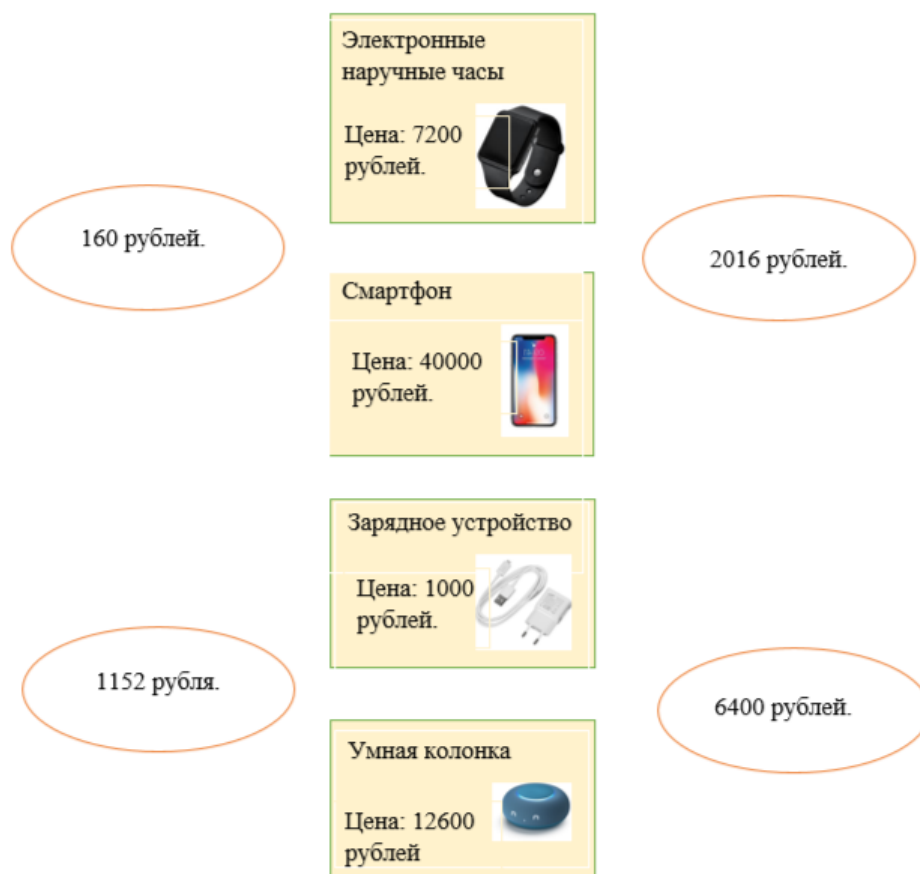 Электронные
наручные часы
Цена: 7200
рублей.
160 рублей.
2016 рублей.
Смартфон
Цена: 40000
рублей.
Зарядное устройство
Цена: 1000
рублей.
1152 рубля.
6400 рублей.
Умная колонка
Цена: 12600
рублей